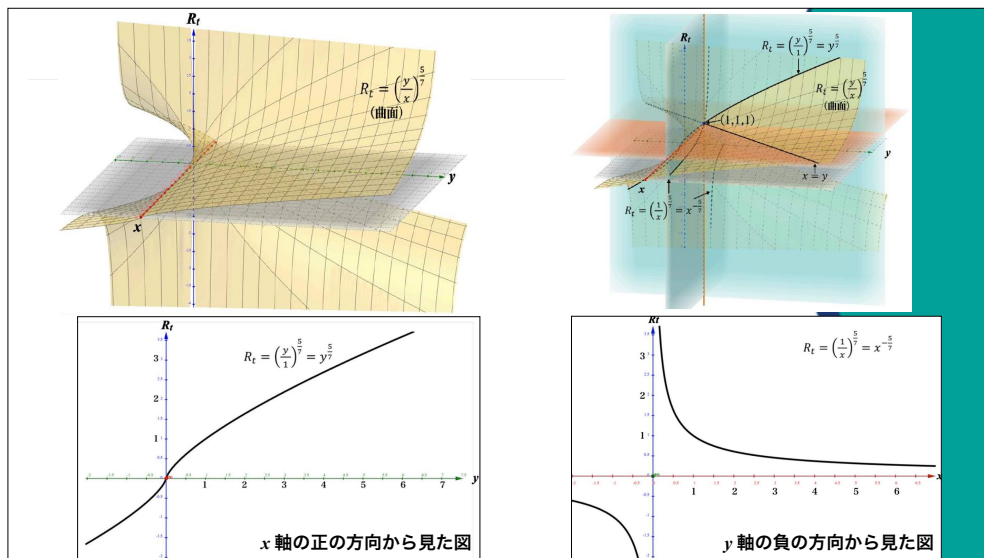 R_t
R_t = (y/x)^{5/7}
(曲面)
y
x
R_t
R_t = (y/1)^{5/7} = y^{5/7}
R_t = (y/x)^{5/7}
(曲面)
(1,1,1)
y
x = y
x
R_t = (1/x)^{5/7} = x^{-5/7}
R_t
R_t = (y/1)^{5/7} = y^{5/7}
3
2
1
1 2 3 4 5 6 7 y
x 軸の正の方向から見た図
R_t
R_t = (1/x)^{5/7} = x^{-5/7}
3
2
1
1 2 3 4 5 6 x
y 軸の負の方向から見た図